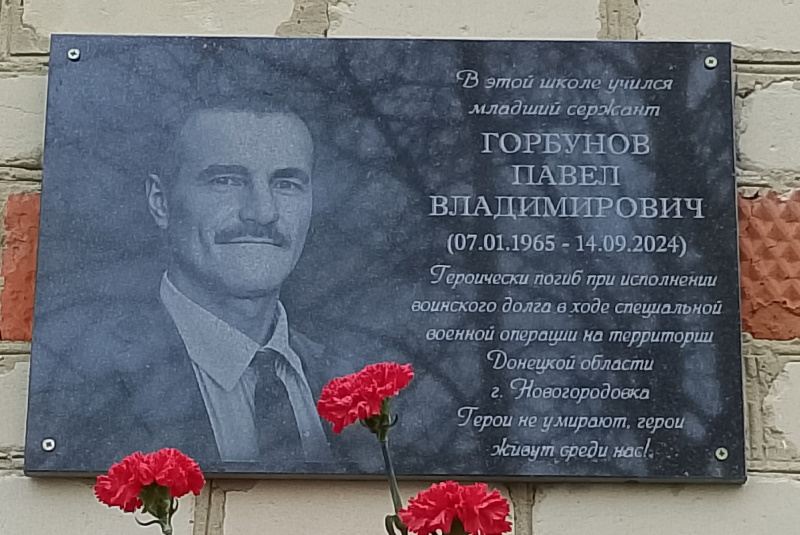 В этой школе учился
младший сержант
ГОРБУНОВ
ПАВЕЛ
ВЛАДИМИРОВИЧ
(07.01.1965 - 14.09.2024)
Героически погиб при исполнении
воинского долга в ходе специальной
военной операции на территории
Донецкой области
г. Новогородовка
Герои не умирают, герои
живут среди нас!